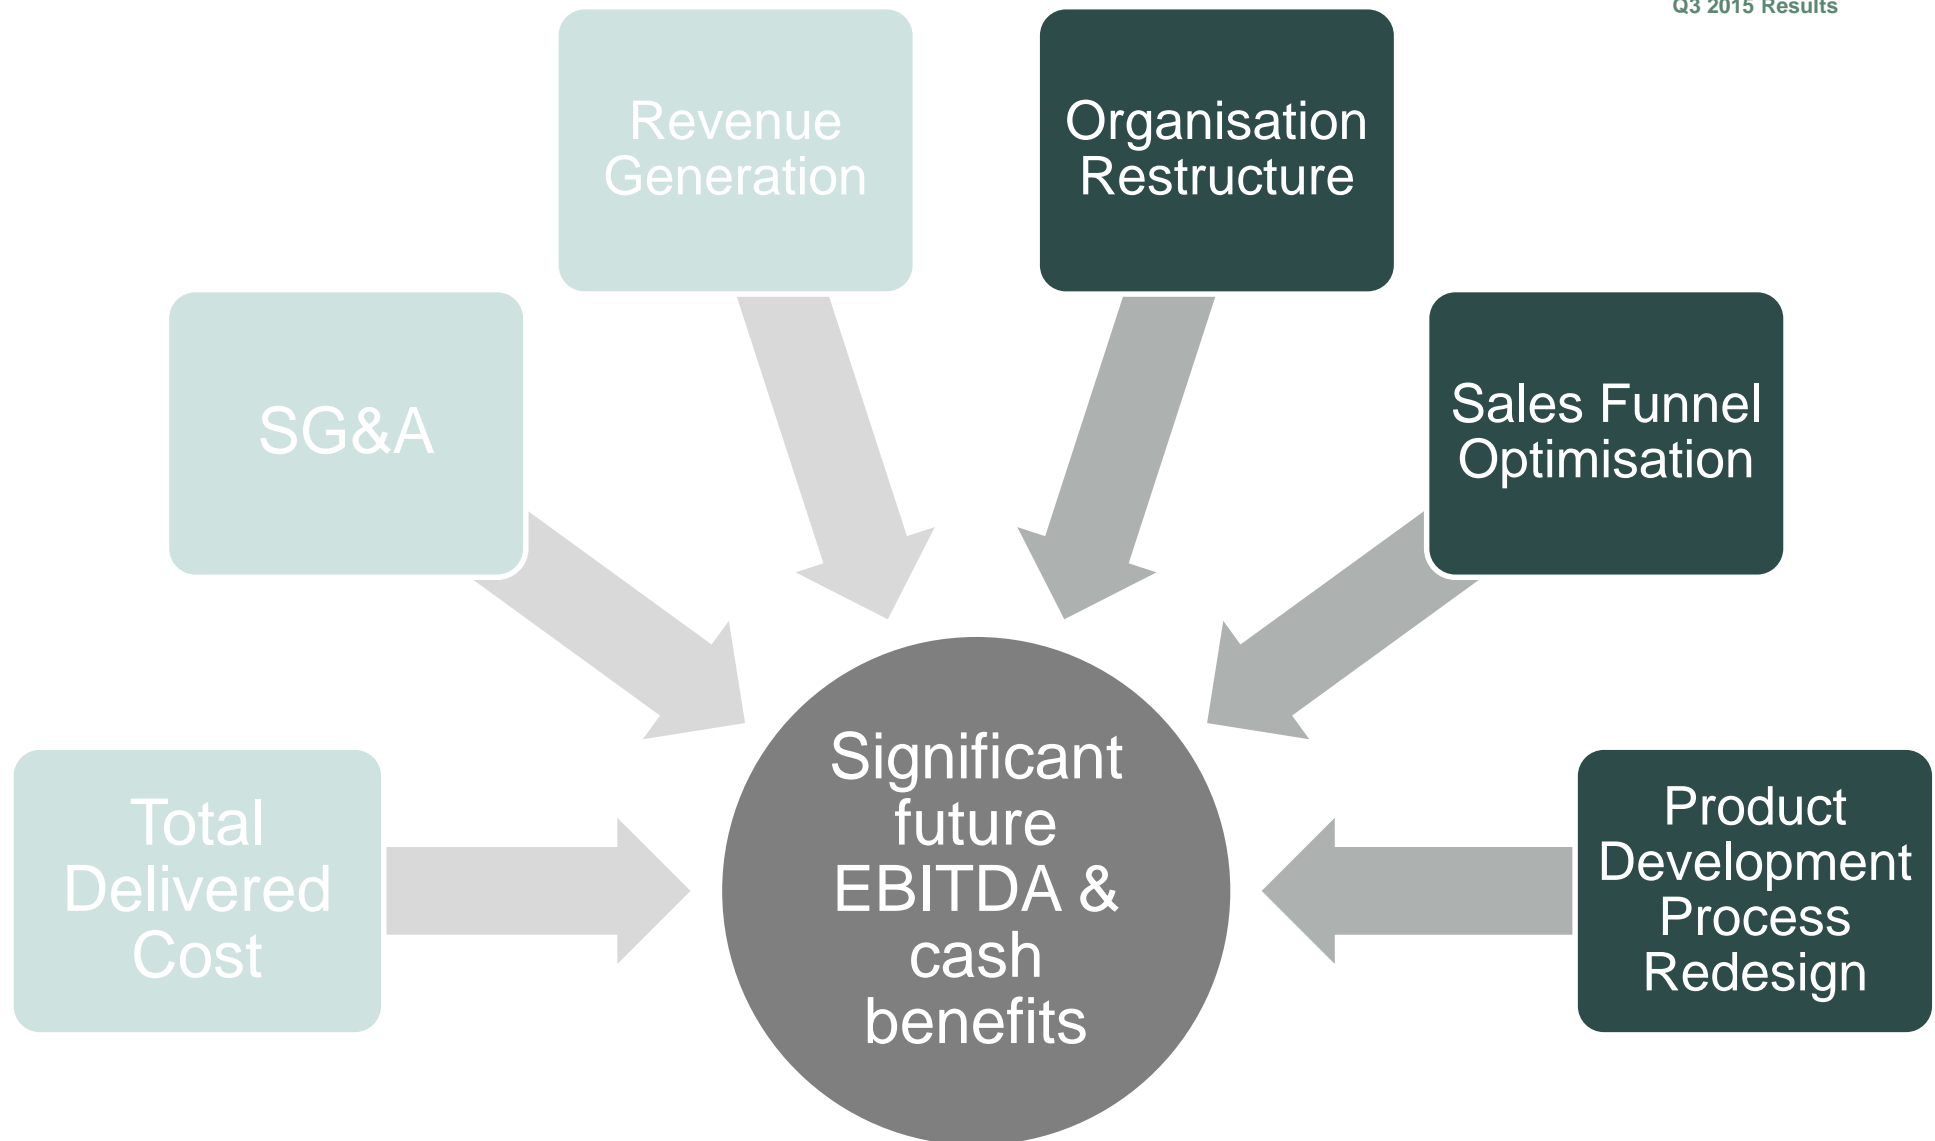 Q3 2015 Results
Revenue
Generation
Organisation
Restructure
SG&A
Sales Funnel
Optimisation
Total
Delivered
Cost
Significant
future
EBITDA &
cash
benefits
Product
Development
Process
Redesign